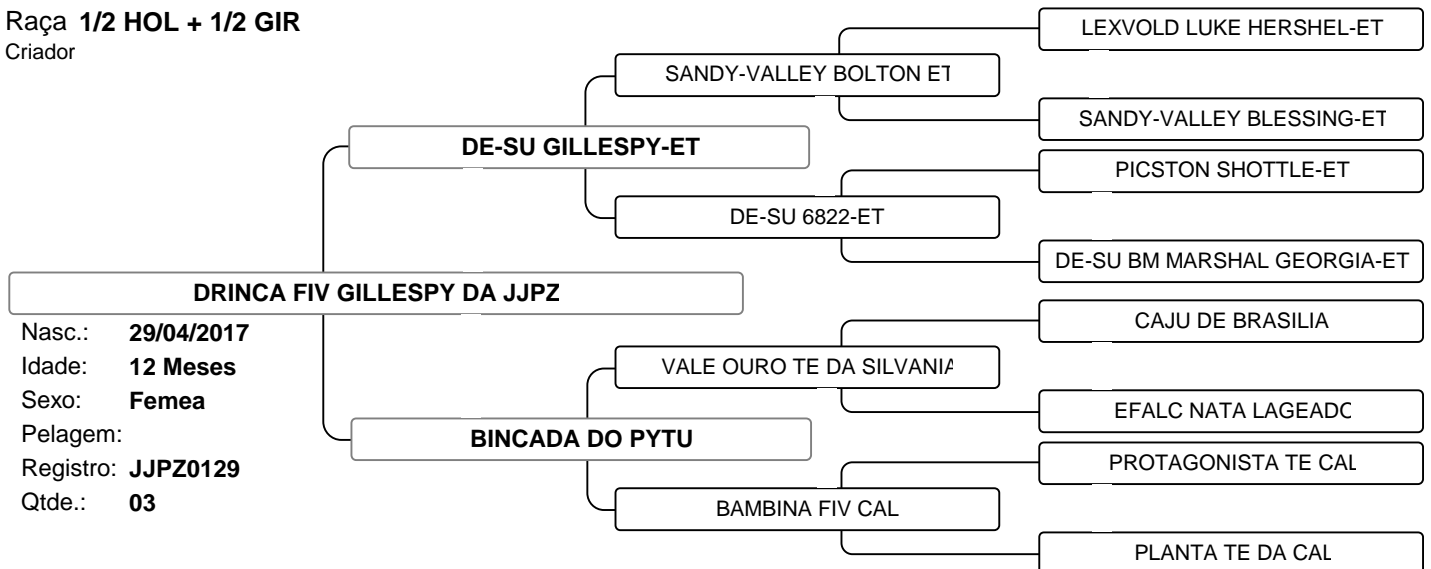 Raça 1/2 HOL + 1/2 GIR
Criador
LEXVOLD LUKE HERSHEL-ET
SANDY-VALLEY BOLTON ET
SANDY-VALLEY BLESSING-ET
DE-SU GILLESPY-ET
PICSTON SHOTTLE-ET
DE-SU 6822-ET
DE-SU BM MARSHAL GEORGIA-ET
DRINCA FIV GILLESPY DA JJPZ
Nasc.: 29/04/2017
Idade: 12 Meses
Sexo: Femea
Pelagem:
Registro: JJPZ0129
Qtde.: 03
CAJU DE BRASILIA
VALE OURO TE DA SILVANIA
EFALC NATA LAGEADO
BINCADA DO PYTU
PROTAGONISTA TE CAL
BAMBINA FIV CAL
PLANTA TE DA CAL